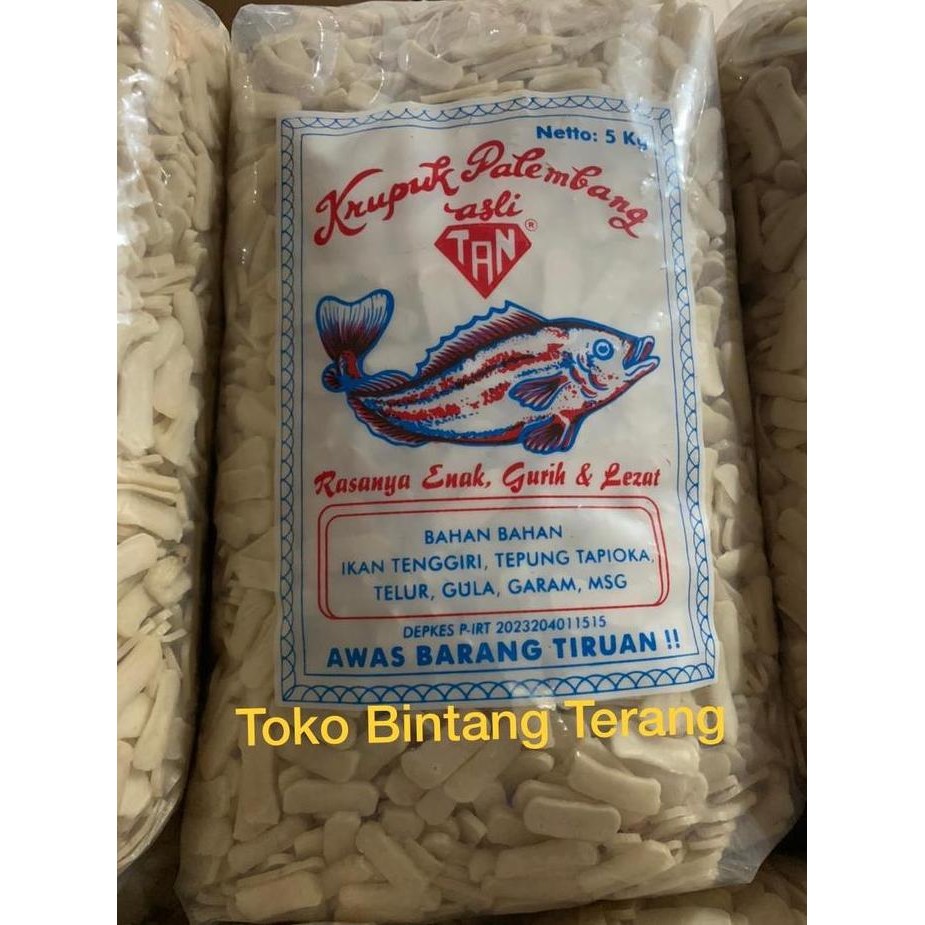 Netto: 5 Kg
Krupuk Palembang
asli
TAN ®
Rasanya Enak, Gurih & Lezat
BAHAN BAHAN
IKAN TENGGIRI, TEPUNG TAPIOKA,
TELUR, GULA, GARAM, MSG
DEPKES P-IRT 2023204011515
AWAS BARANG TIRUAN !!
Toko Bintang Terang